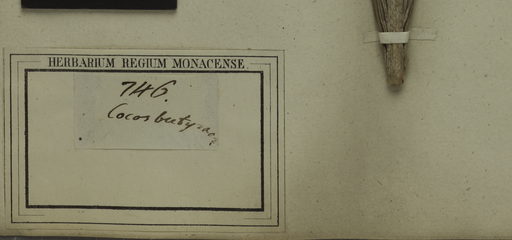 HERBARIUM REGIUM MONACENSE
746.
Cocos butyracea